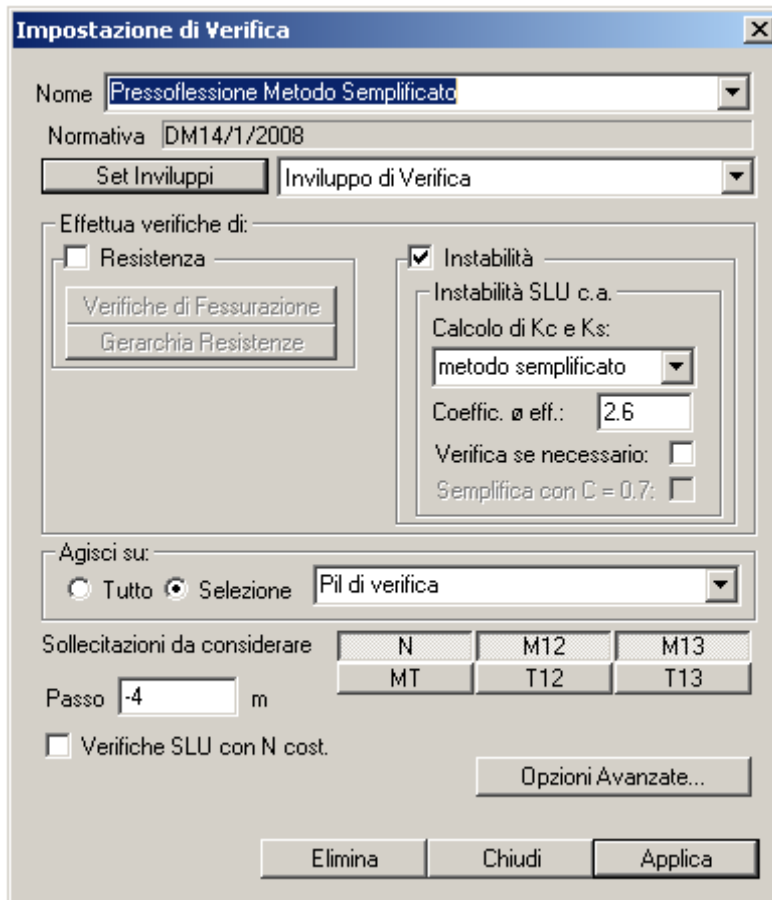 Impostazione di Verifica
Nome Pressoflessione Metodo Semplificato
Normativa DM14/1/2008
Set Inviluppi Inviluppo di Verifica
Effettua verifiche di:
Resistenza
Verifiche di Fessurazione
Gerarchia Resistenze
Instabilità
Instabilità SLU c.a.
Calcolo di Kc e Ks:
metodo semplificato
Coeffic. ø eff.: 2.6
Verifica se necessario:
Semplifica con C = 0.7:
Agisci su:
Tutto Selezione Pil di verifica
Sollecitazioni da considerare N M12 M13
MT T12 T13
Passo -4 m
Verifiche SLU con N cost.
Opzioni Avanzate...
Elimina Chiudi Applica